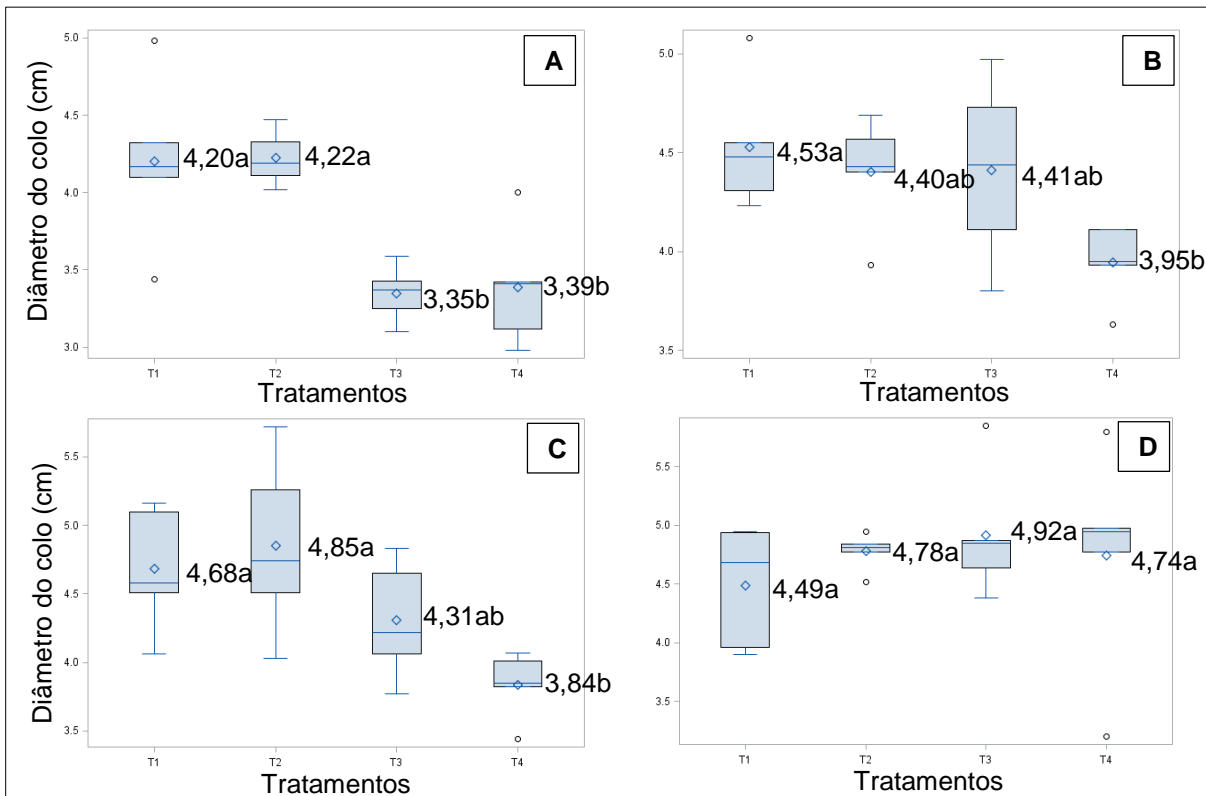 A
Diâmetro do colo (cm)
5.0
4.5
4.0
3.5
3.0
4,20a
4,22a
3,35b
3,39b
T1 T2 T3 T4
Tratamentos
B
5.0
4.5
4.0
3.5
4,53a
4,40ab
4,41ab
3,95b
T1 T2 T3 T4
Tratamentos
C
Diâmetro do colo (cm)
5.5
5.0
4.5
4.0
3.5
4,68a
4,85a
4,31ab
3,84b
T1 T2 T3 T4
Tratamentos
D
5.5
5.0
4.5
4.0
3.5
4,49a
4,78a
4,92a
4,74a
T1 T2 T3 T4
Tratamentos